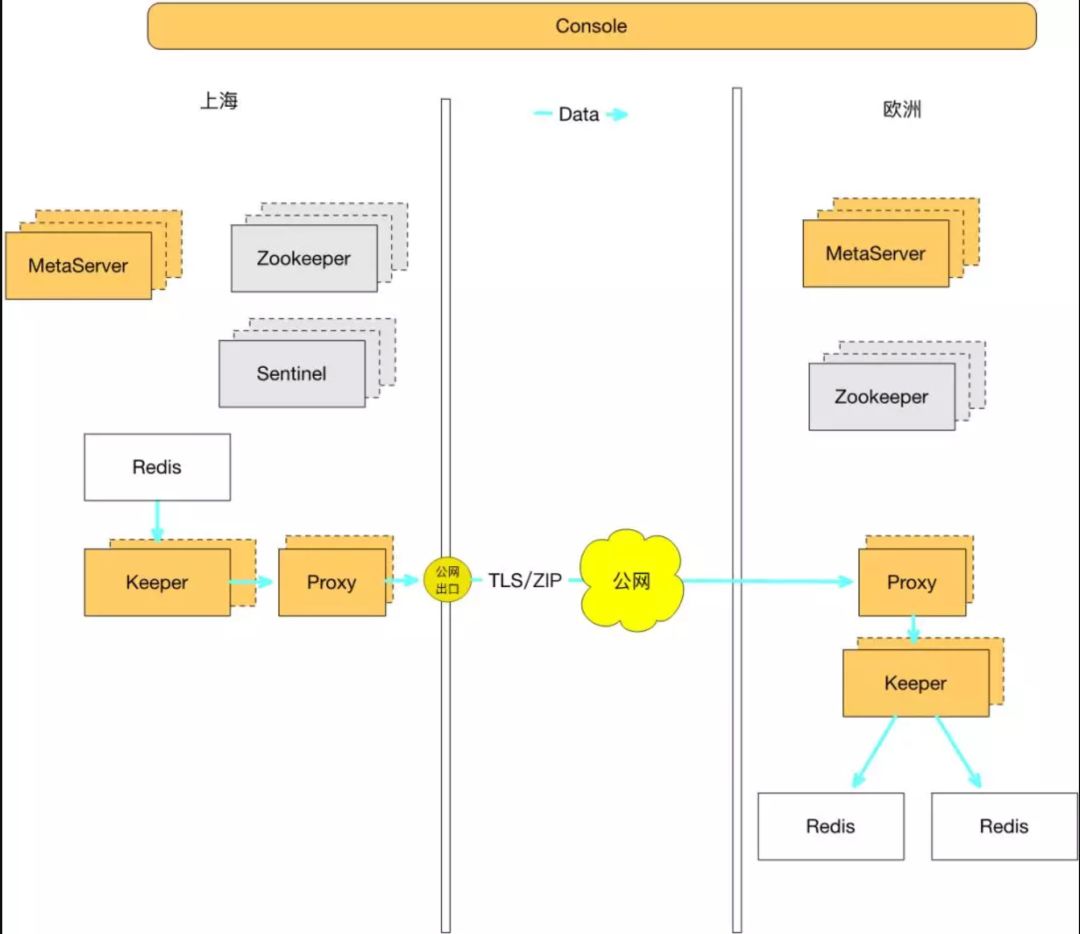 Console
上海
Data
欧洲
MetaServer
Zookeeper
MetaServer
Sentinel
Zookeeper
Redis
Keeper
Proxy
公网
出口
TLS/ZIP
公网
Proxy
Keeper
Redis
Redis